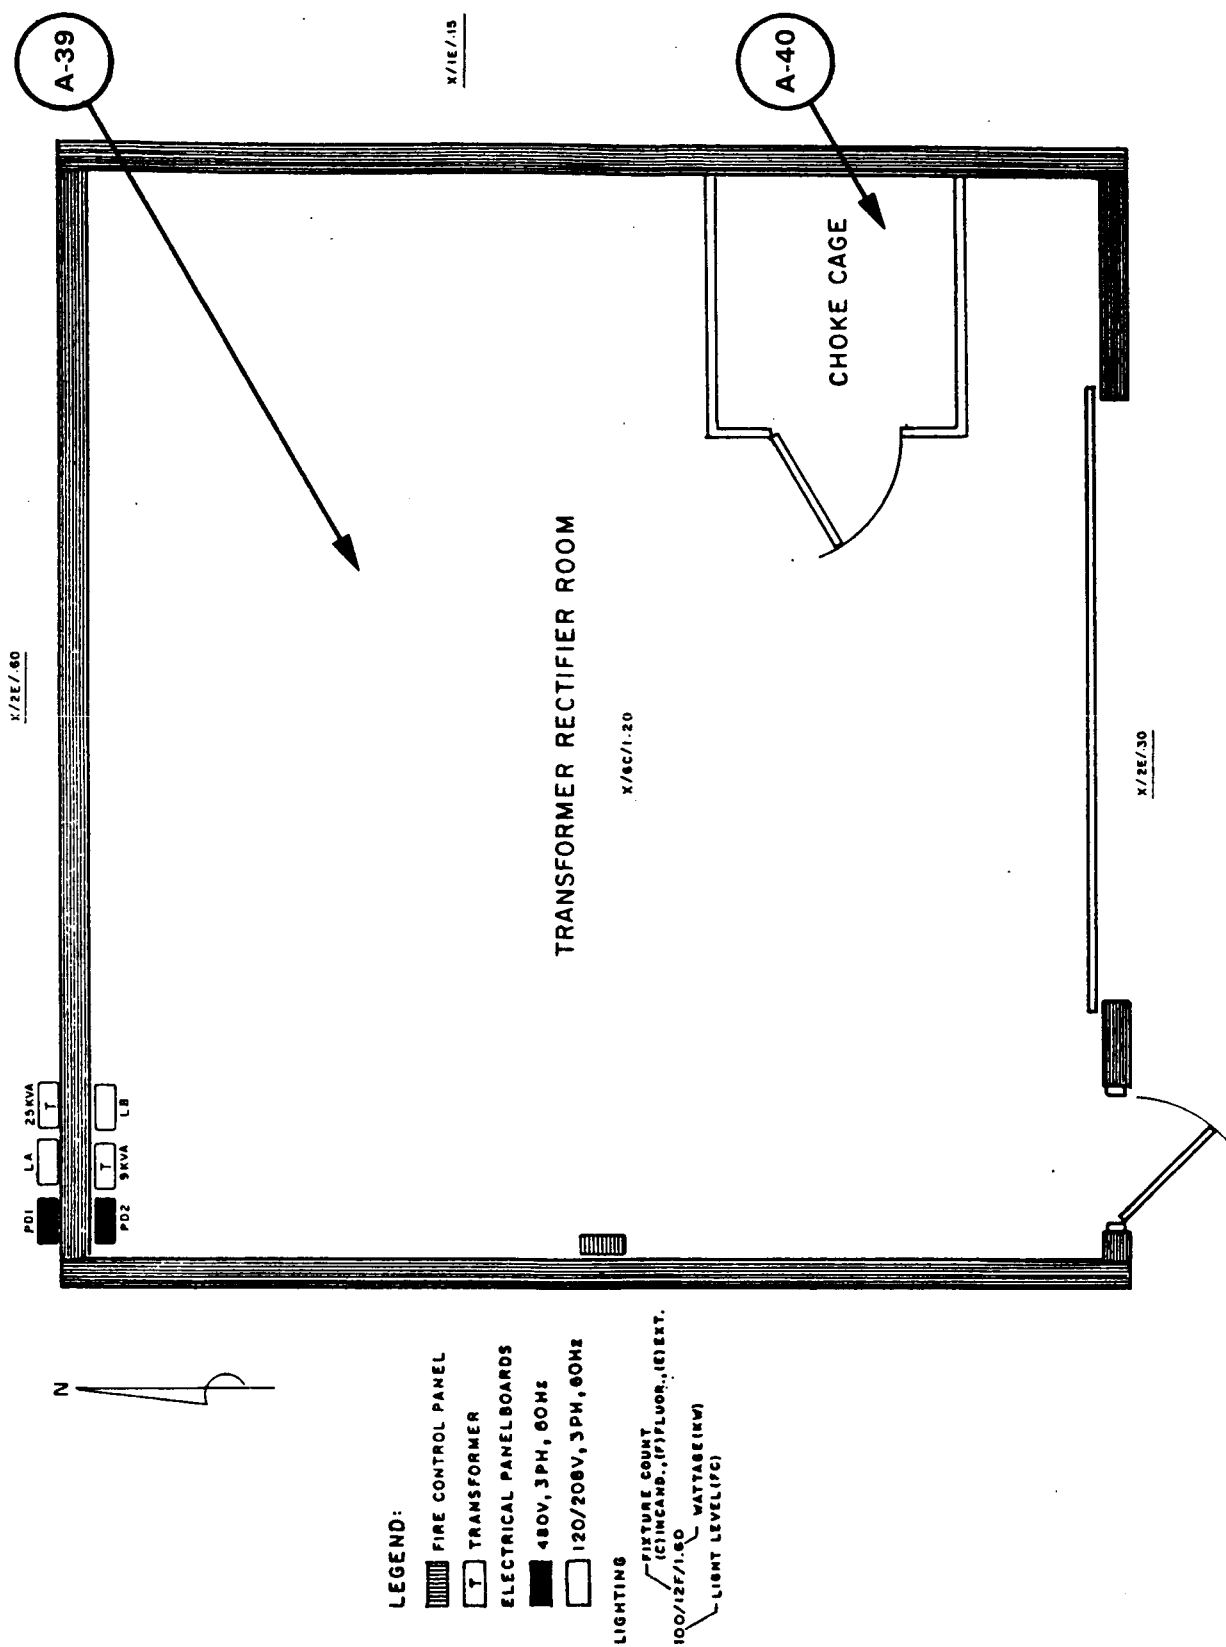 A-39
X/1E/.15
A-40
X/2E/.60
CHOKE CAGE
TRANSFORMER RECTIFIER ROOM
X/6C/1.20
X/2E/.30
PD1
LA
25KVA
T
PD2
T
9KVA
LB
N
LEGEND:
FIRE CONTROL PANEL
T TRANSFORMER
ELECTRICAL PANELBOARDS
480V, 3PH, 60Hz
120/208V, 3PH, 60Hz
LIGHTING
FIXTURE COUNT
(C)INCAND., (F)FLUOR., (E)EXT.
100/12F/1.60
WATTAGE(KW)
LIGHT LEVEL(FC)